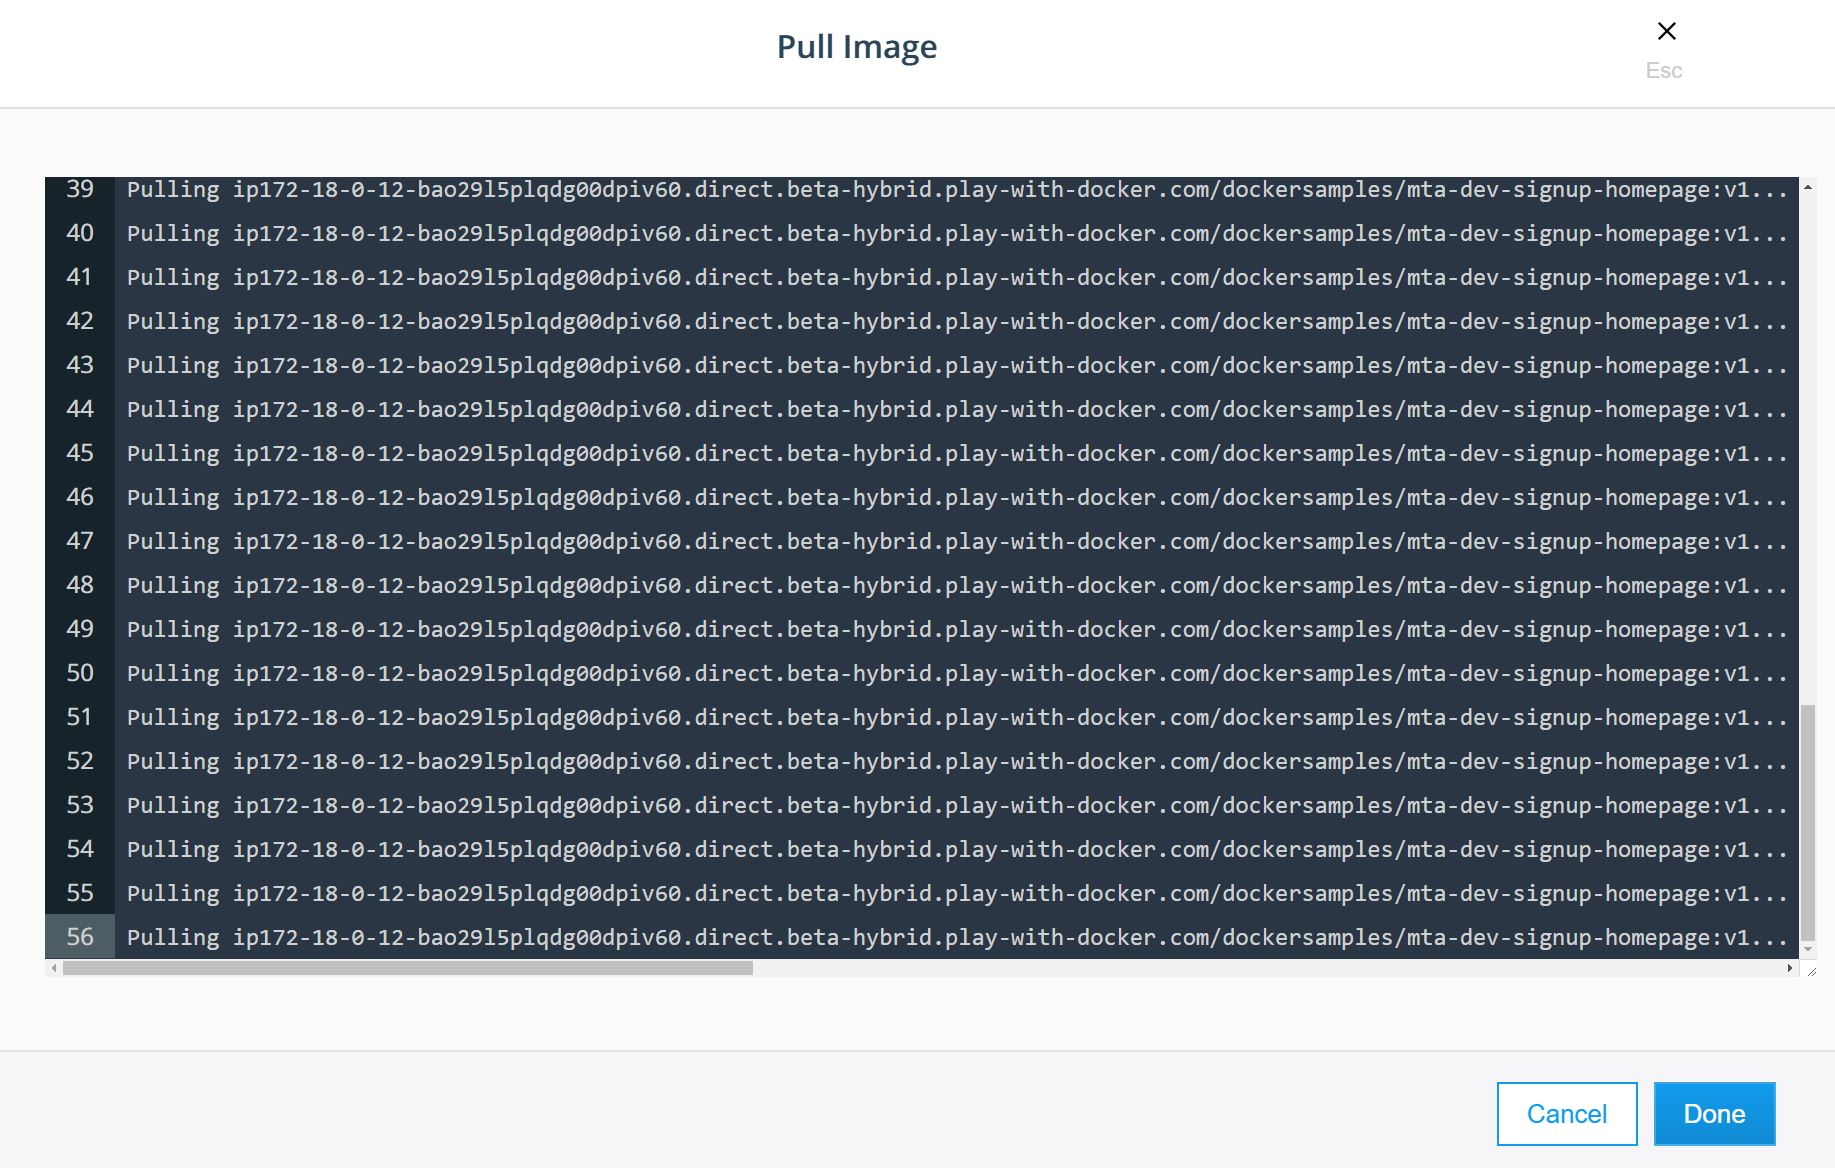 Pull Image
Esc
39 Pulling ip172-18-0-12-bao29l5plqdg00dpiv60.direct.beta-hybrid.play-with-docker.com/dockersamples/mta-dev-signup-homepage:v1...
40 Pulling ip172-18-0-12-bao29l5plqdg00dpiv60.direct.beta-hybrid.play-with-docker.com/dockersamples/mta-dev-signup-homepage:v1...
41 Pulling ip172-18-0-12-bao29l5plqdg00dpiv60.direct.beta-hybrid.play-with-docker.com/dockersamples/mta-dev-signup-homepage:v1...
42 Pulling ip172-18-0-12-bao29l5plqdg00dpiv60.direct.beta-hybrid.play-with-docker.com/dockersamples/mta-dev-signup-homepage:v1...
43 Pulling ip172-18-0-12-bao29l5plqdg00dpiv60.direct.beta-hybrid.play-with-docker.com/dockersamples/mta-dev-signup-homepage:v1...
44 Pulling ip172-18-0-12-bao29l5plqdg00dpiv60.direct.beta-hybrid.play-with-docker.com/dockersamples/mta-dev-signup-homepage:v1...
45 Pulling ip172-18-0-12-bao29l5plqdg00dpiv60.direct.beta-hybrid.play-with-docker.com/dockersamples/mta-dev-signup-homepage:v1...
46 Pulling ip172-18-0-12-bao29l5plqdg00dpiv60.direct.beta-hybrid.play-with-docker.com/dockersamples/mta-dev-signup-homepage:v1...
47 Pulling ip172-18-0-12-bao29l5plqdg00dpiv60.direct.beta-hybrid.play-with-docker.com/dockersamples/mta-dev-signup-homepage:v1...
48 Pulling ip172-18-0-12-bao29l5plqdg00dpiv60.direct.beta-hybrid.play-with-docker.com/dockersamples/mta-dev-signup-homepage:v1...
49 Pulling ip172-18-0-12-bao29l5plqdg00dpiv60.direct.beta-hybrid.play-with-docker.com/dockersamples/mta-dev-signup-homepage:v1...
50 Pulling ip172-18-0-12-bao29l5plqdg00dpiv60.direct.beta-hybrid.play-with-docker.com/dockersamples/mta-dev-signup-homepage:v1...
51 Pulling ip172-18-0-12-bao29l5plqdg00dpiv60.direct.beta-hybrid.play-with-docker.com/dockersamples/mta-dev-signup-homepage:v1...
52 Pulling ip172-18-0-12-bao29l5plqdg00dpiv60.direct.beta-hybrid.play-with-docker.com/dockersamples/mta-dev-signup-homepage:v1...
53 Pulling ip172-18-0-12-bao29l5plqdg00dpiv60.direct.beta-hybrid.play-with-docker.com/dockersamples/mta-dev-signup-homepage:v1...
54 Pulling ip172-18-0-12-bao29l5plqdg00dpiv60.direct.beta-hybrid.play-with-docker.com/dockersamples/mta-dev-signup-homepage:v1...
55 Pulling ip172-18-0-12-bao29l5plqdg00dpiv60.direct.beta-hybrid.play-with-docker.com/dockersamples/mta-dev-signup-homepage:v1...
56 Pulling ip172-18-0-12-bao29l5plqdg00dpiv60.direct.beta-hybrid.play-with-docker.com/dockersamples/mta-dev-signup-homepage:v1...
Cancel
Done